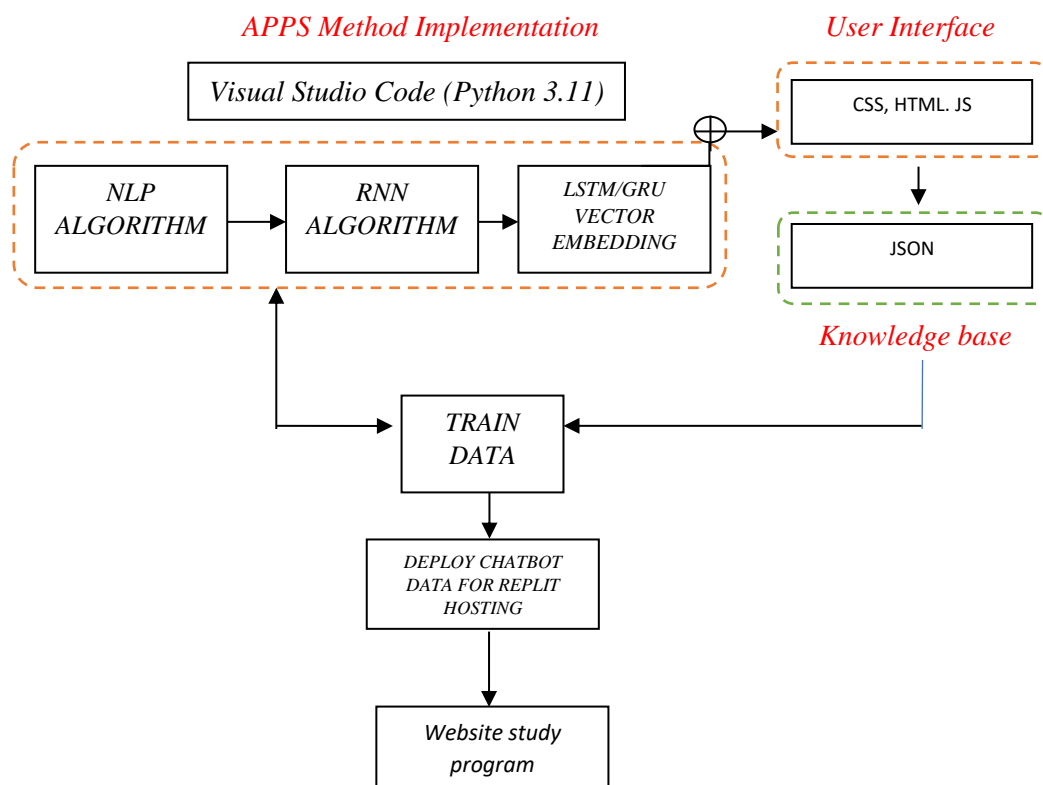 APPS Method Implementation
User Interface
Visual Studio Code (Python 3.11)
CSS, HTML. JS
NLP
ALGORITHM
RNN
ALGORITHM
LSTM/GRU
VECTOR
EMBEDDING
JSON
Knowledge base
TRAIN
DATA
DEPLOY CHATBOT
DATA FOR REPLIT
HOSTING
Website study
program